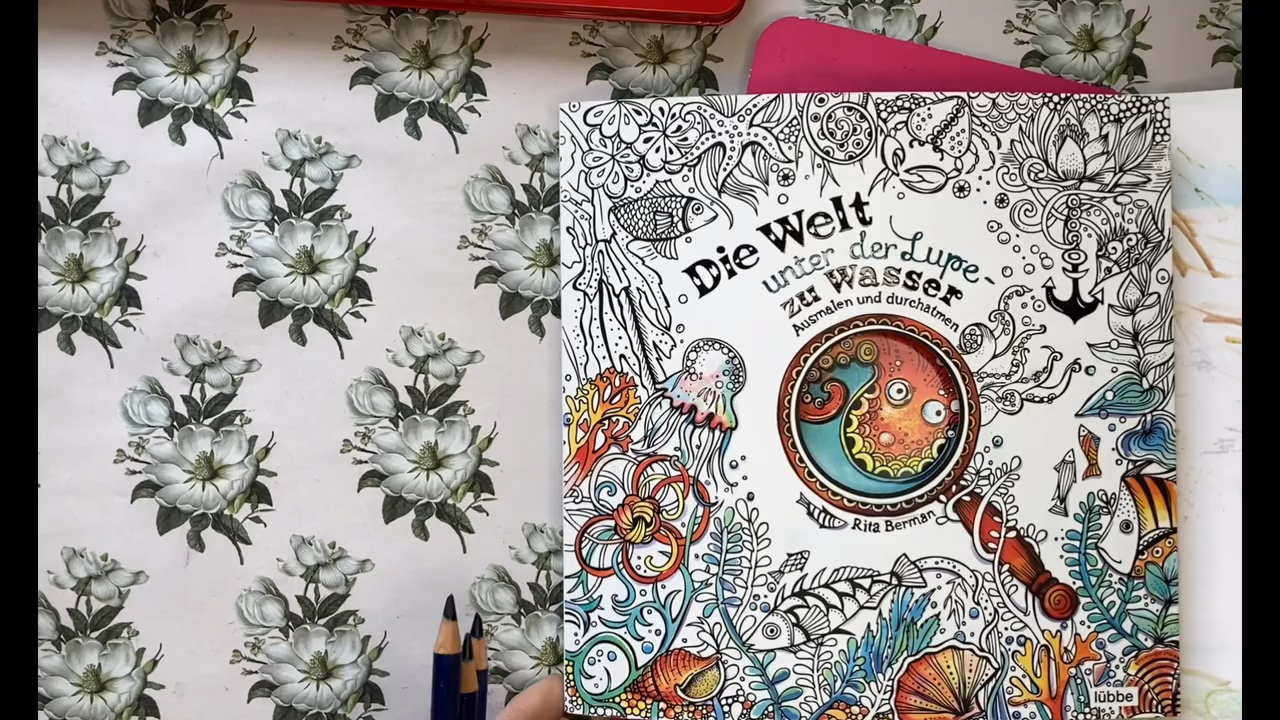 Die Welt
unter der Lupe-
zu Wasser
Ausmalen und durchatmen
Rita Berman
lübbe